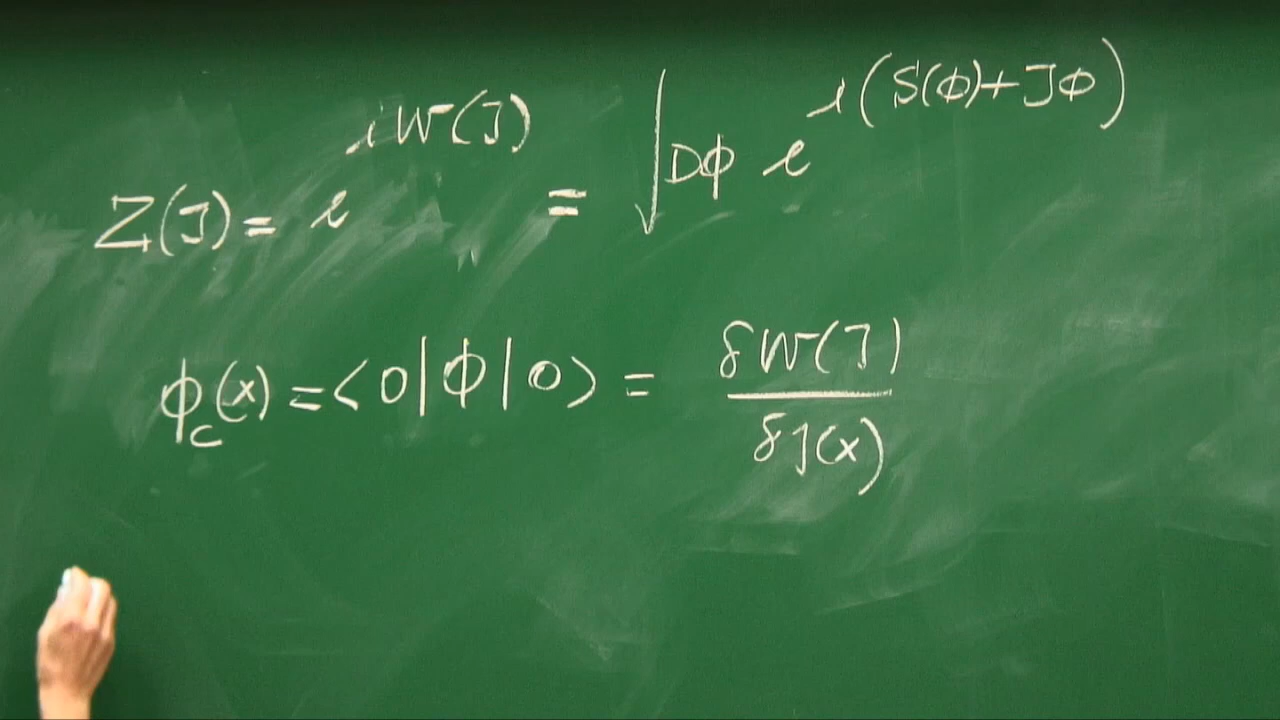 Z(J) = e^{iW(J)} = ∫Dφ e^{i(S(φ)+Jφ)}
φ_c(x) = <0|φ|0> = δW(J)/δJ(x)